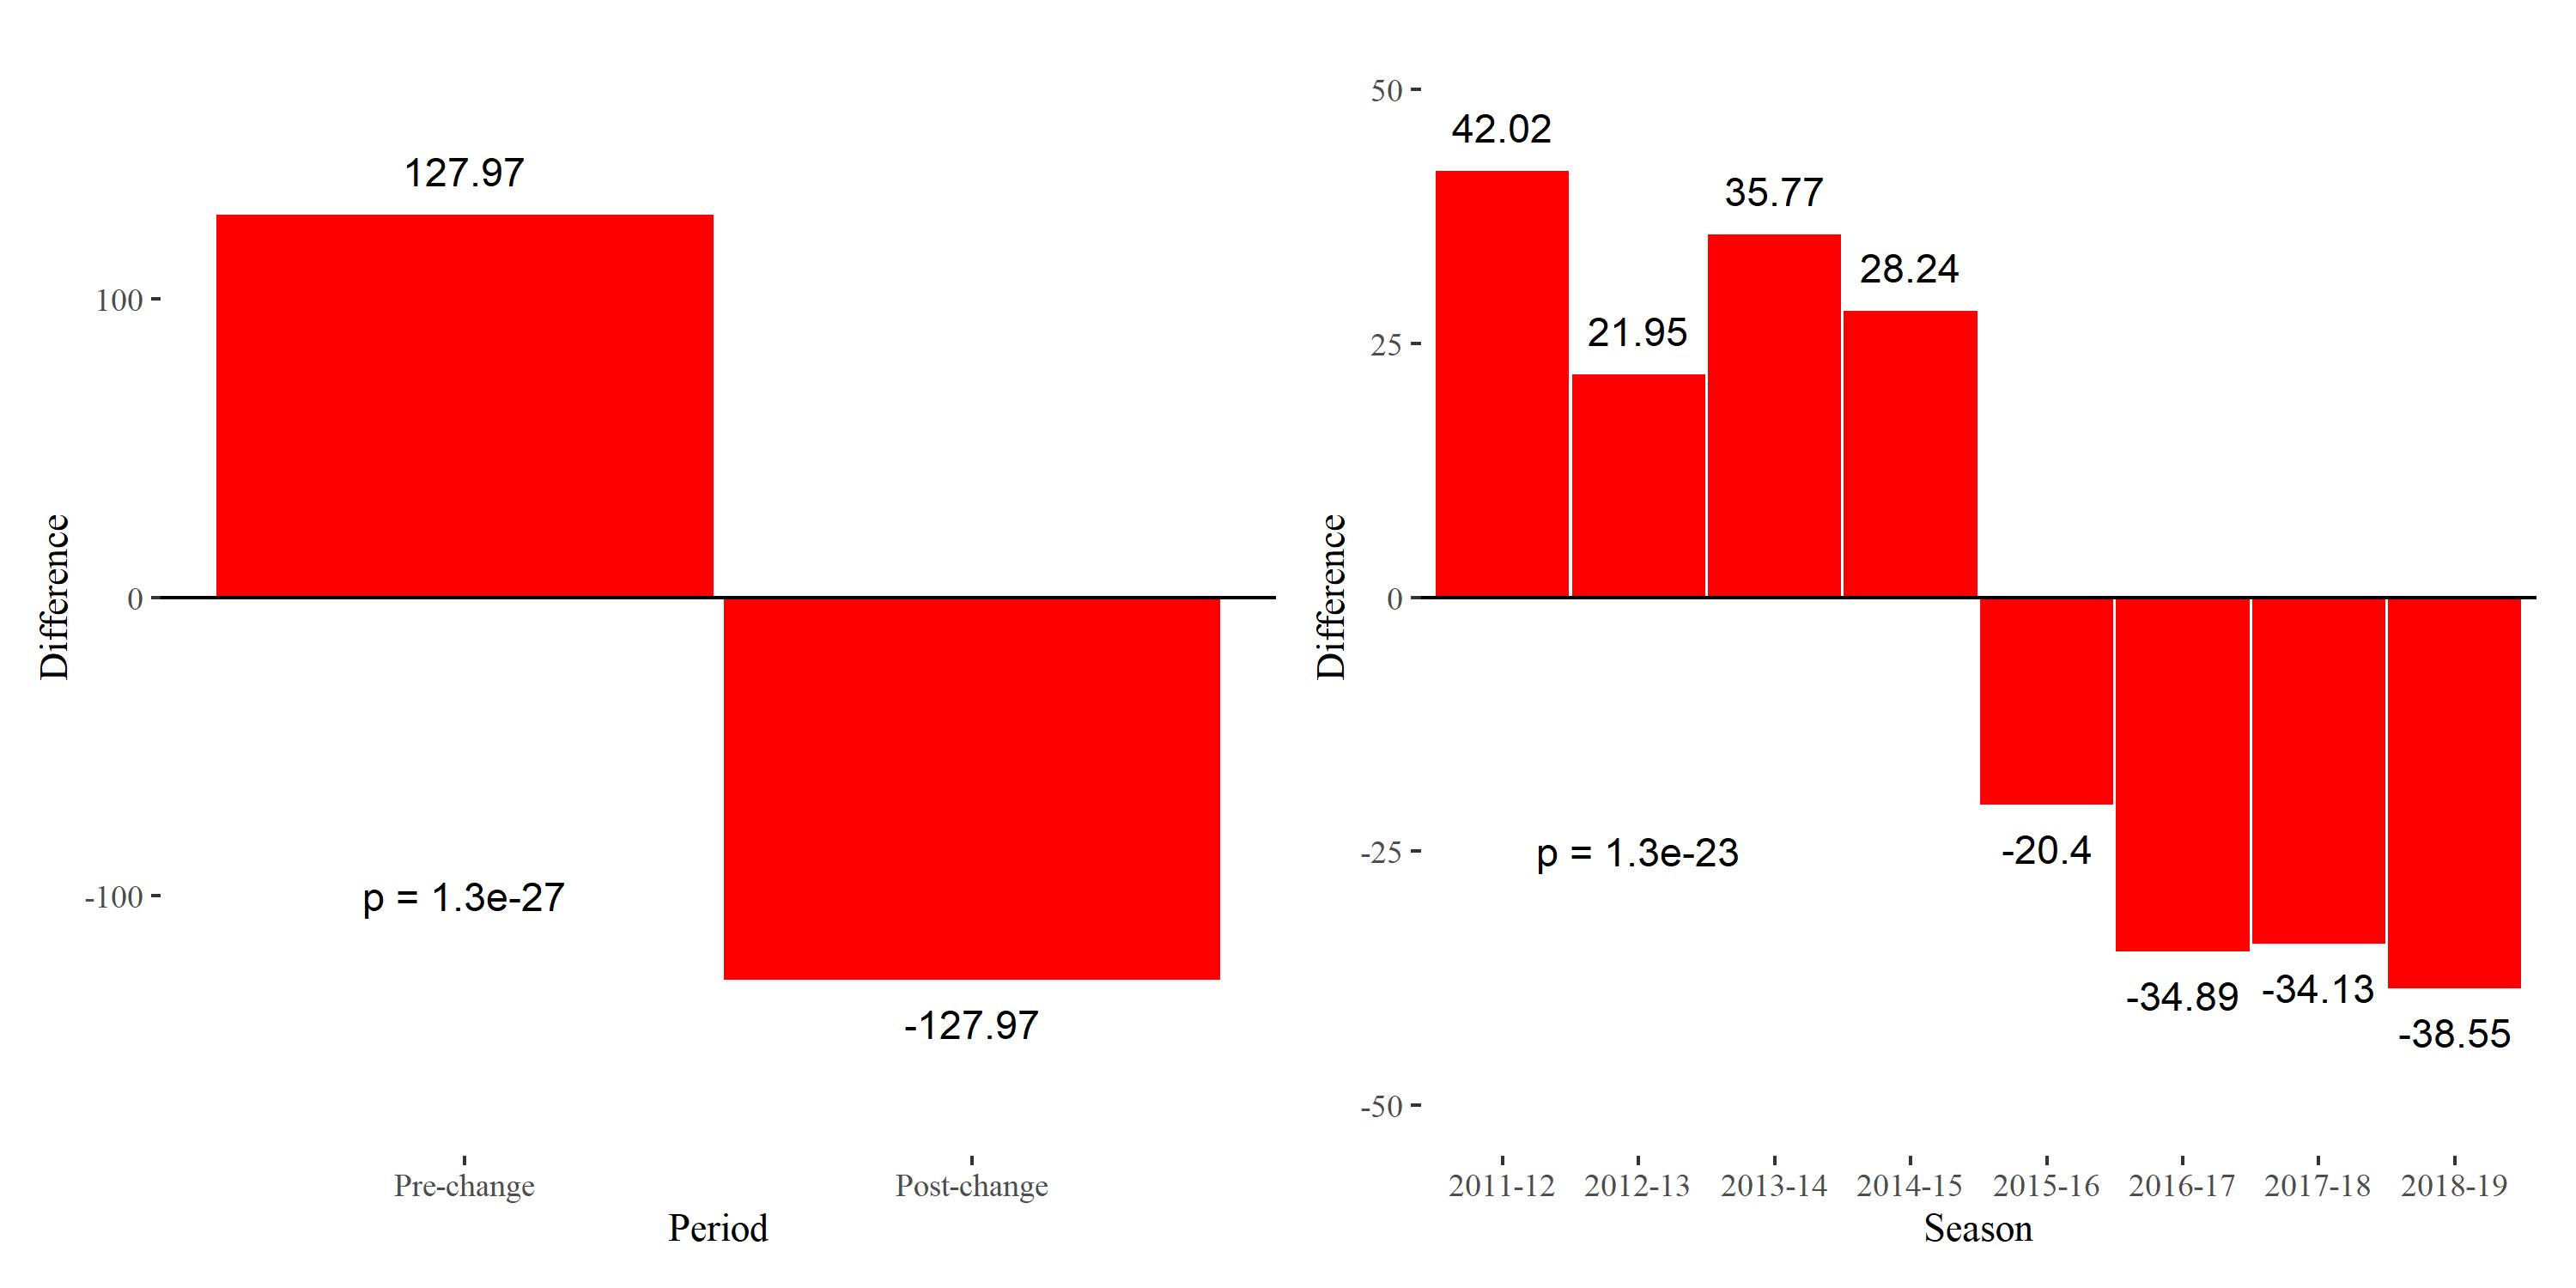 127.97
100
0
-100
Difference
p = 1.3e-27
-127.97
Pre-change
Post-change
Period
50
25
0
-25
-50
Difference
42.02
21.95
35.77
28.24
p = 1.3e-23
-20.4
-34.89
-34.13
-38.55
2011-12 2012-13 2013-14 2014-15 2015-16 2016-17 2017-18 2018-19
Season